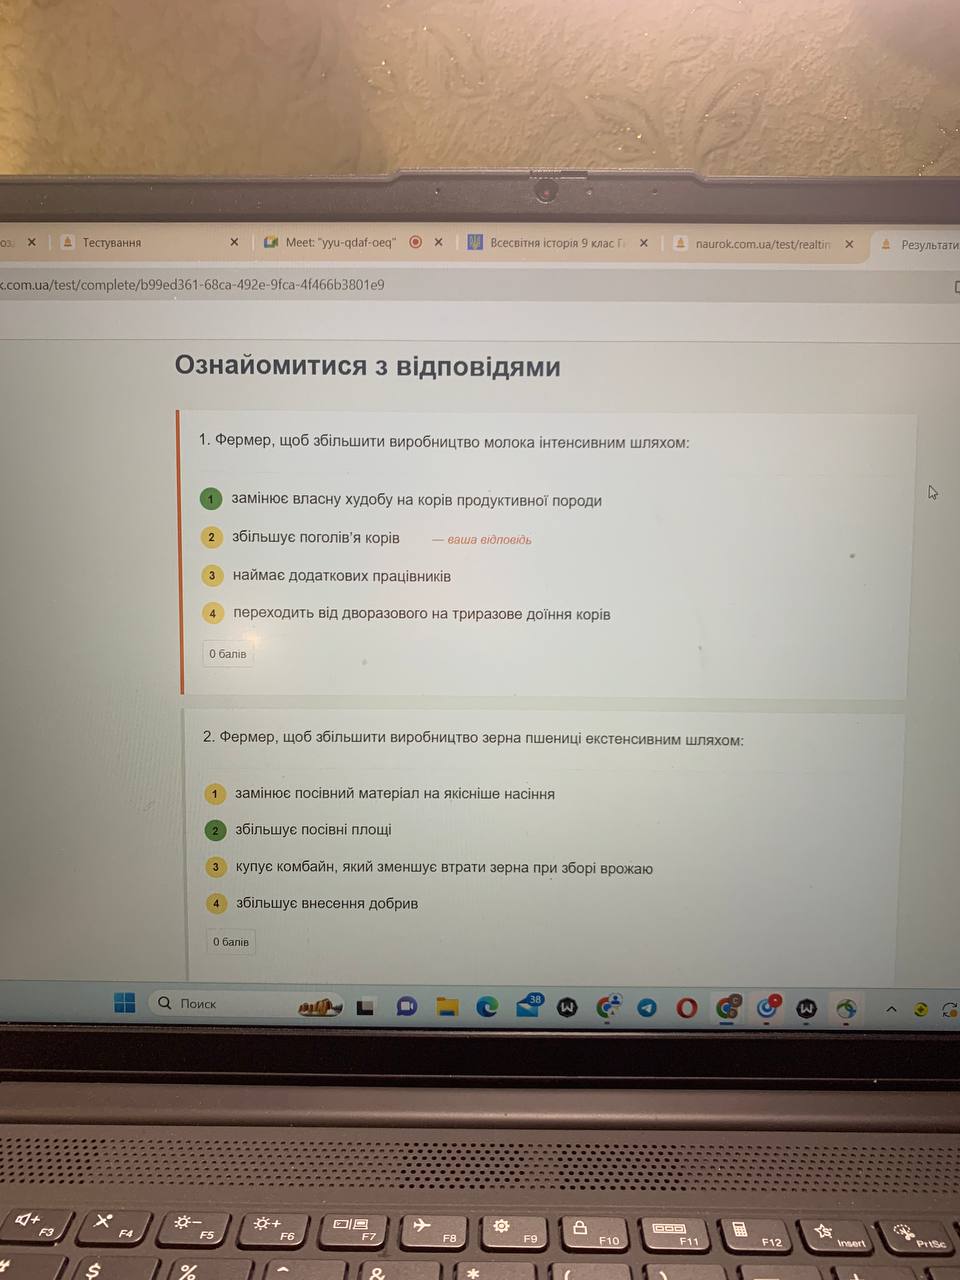 Тестування
Meet: "yyu-qdaf-oeq"
Всесвітня історія 9 клас
naurok.com.ua/test/realtin
Результати
k.com.ua/test/complete/b99ed361-68ca-492e-9fca-4f466b3801e9
Ознайомитися з відповідями
1. Фермер, щоб збільшити виробництво молока інтенсивним шляхом:
1 замінює власну худобу на корів продуктивної породи
2 збільшує поголів'я корів — ваша відповідь
3 наймає додаткових працівників
4 переходить від дворазового на триразове доїння корів
0 балів
2. Фермер, щоб збільшити виробництво зерна пшениці екстенсивним шляхом:
1 замінює посівний матеріал на якісніше насіння
2 збільшує посівні площі
3 купує комбайн, який зменшує втрати зерна при зборі врожаю
4 збільшує внесення добрив
0 балів
Поиск
38
F3 F4 F5 F6 F7 F8 F9 F10 F11 F12 Insert PrtSc
$ % ^ & * ( )